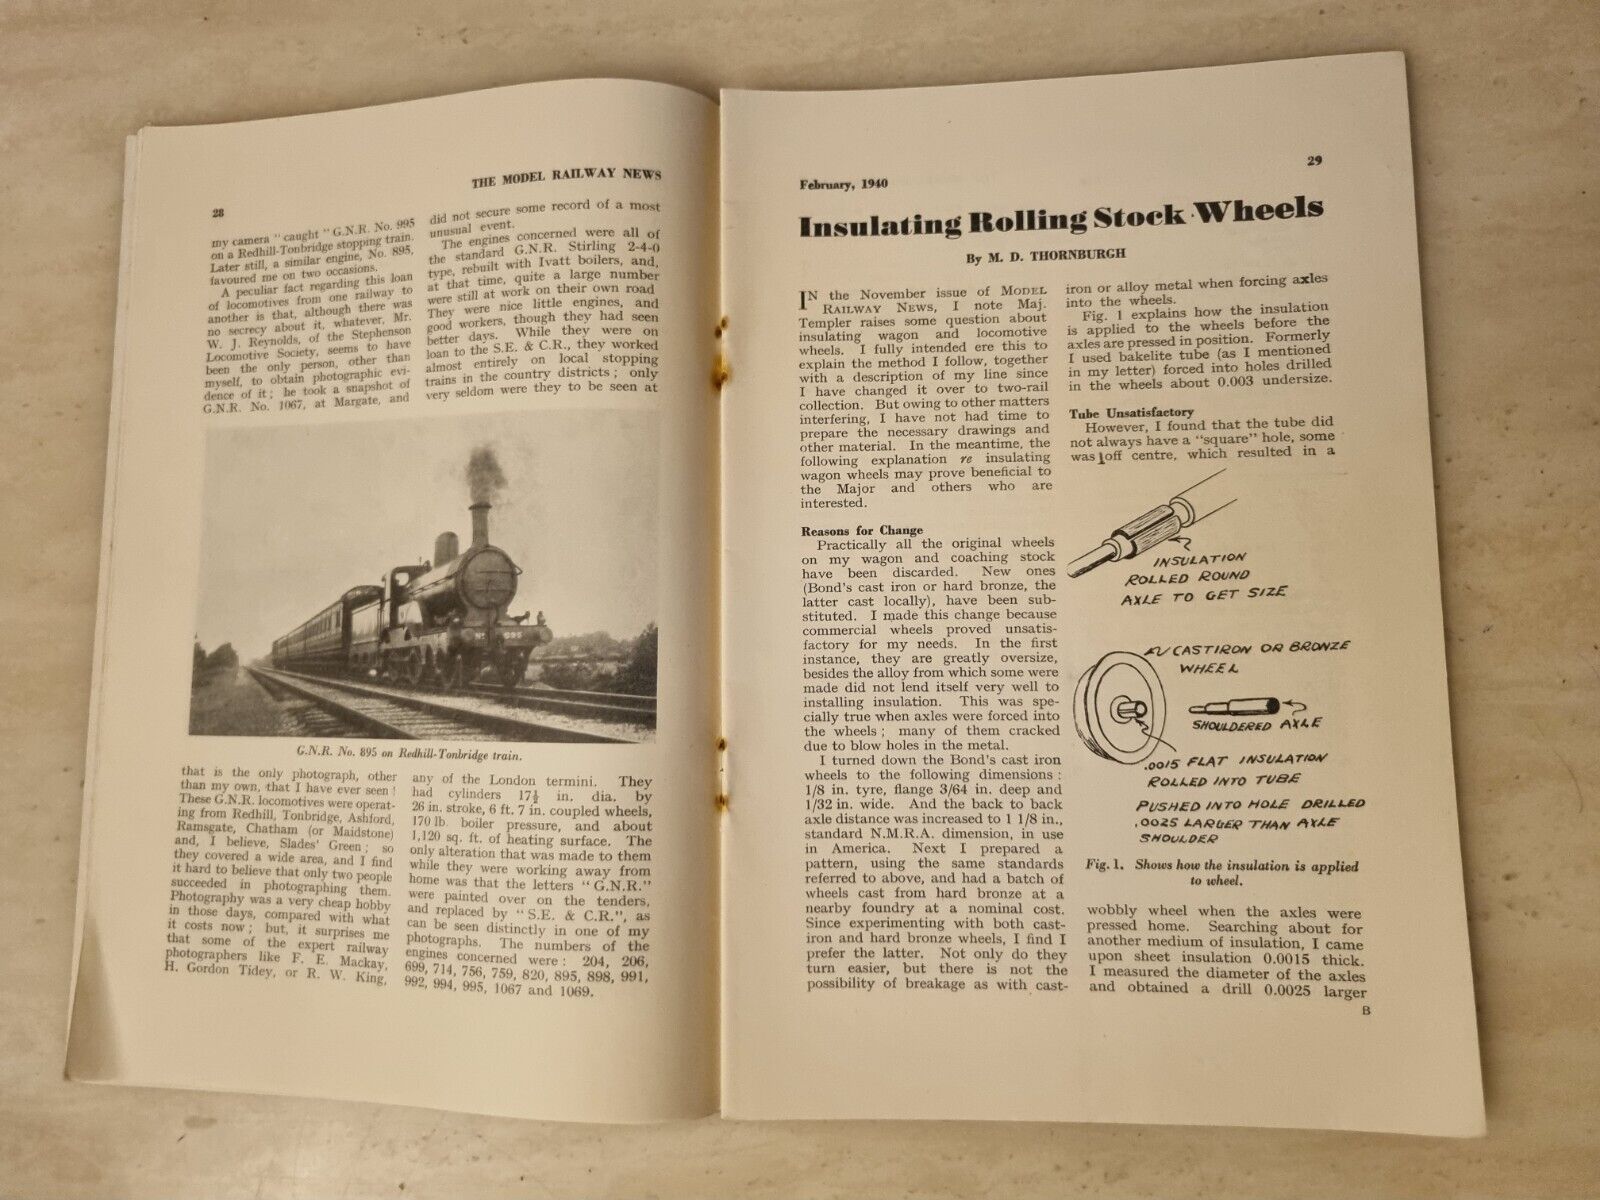 THE MODEL RAILWAY NEWS
28
my camera " caught " G.N.R. No. 995
on a Redhill-Tonbridge stopping train.
Later still, a similar engine, No. 895,
favoured me on two occasions.
A peculiar fact regarding this loan
of locomotives from one railway to
another is that, although there was
no secrecy about it, whatever, Mr.
W. J. Reynolds, of the Stephenson
Locomotive Society, seems to have
been the only person, other than
myself, to obtain photographic evi-
dence of it ; he took a snapshot of
G.N.R. No. 1067, at Margate, and
did not secure some record of a most
unusual event.
The engines concerned were all of
the standard G.N.R. Stirling 2-4-0
type, rebuilt with Ivatt boilers, and,
at that time, quite a large number
were still at work on their own road
They were nice little engines, and
good workers, though they had seen
better days. While they were on
loan to the S.E. & C.R., they worked
almost entirely on local stopping
trains in the country districts ; only
very seldom were they to be seen at
Nº 895
G.N.R. No. 895 on Redhill-Tonbridge train.
that is the only photograph, other
than my own, that I have ever seen !
These G.N.R. locomotives were operat-
ing from Redhill, Tonbridge, Ashford,
Ramsgate, Chatham (or Maidstone)
and, I believe, Slades' Green ; so
they covered a wide area, and I find
it hard to believe that only two people
succeeded in photographing them.
Photography was a very cheap hobby
in those days, compared with what
it costs now ; but, it surprises me
that some of the expert railway
photographers like F. E. Mackay,
H. Gordon Tidey, or R. W. King,
any of the London termini. They
had cylinders 17½ in. dia. by
26 in. stroke, 6 ft. 7 in. coupled wheels,
170 lb. boiler pressure, and about
1,120 sq. ft. of heating surface. The
only alteration that was made to them
while they were working away from
home was that the letters " G.N.R."
were painted over on the tenders,
and replaced by " S.E. & C.R.", as
can be seen distinctly in one of my
photographs. The numbers of the
engines concerned were : 204, 206,
699, 714, 756, 759, 820, 895, 898, 991,
992, 994, 995, 1067 and 1069.
29
February, 1940
Insulating Rolling Stock Wheels
By M. D. THORNBURGH
IN the November issue of MODEL
RAILWAY NEWS, I note Maj.
Templer raises some question about
insulating wagon and locomotive
wheels. I fully intended ere this to
explain the method I follow, together
with a description of my line since
I have changed it over to two-rail
collection. But owing to other matters
interfering, I have not had time to
prepare the necessary drawings and
other material. In the meantime, the
following explanation re insulating
wagon wheels may prove beneficial to
the Major and others who are
interested.
Reasons for Change
Practically all the original wheels
on my wagon and coaching stock
have been discarded. New ones
(Bond's cast iron or hard bronze, the
latter cast locally), have been sub-
stituted. I made this change because
commercial wheels proved unsatis-
factory for my needs. In the first
instance, they are greatly oversize,
besides the alloy from which some were
made did not lend itself very well to
installing insulation. This was spe-
cially true when axles were forced into
the wheels ; many of them cracked
due to blow holes in the metal.
I turned down the Bond's cast iron
wheels to the following dimensions :
1/8 in. tyre, flange 3/64 in. deep and
1/32 in. wide. And the back to back
axle distance was increased to 1 1/8 in.,
standard N.M.R.A. dimension, in use
in America. Next I prepared a
pattern, using the same standards
referred to above, and had a batch of
wheels cast from hard bronze at a
nearby foundry at a nominal cost.
Since experimenting with both cast-
iron and hard bronze wheels, I find I
prefer the latter. Not only do they
turn easier, but there is not the
possibility of breakage as with cast-
iron or alloy metal when forcing axles
into the wheels.
Fig. 1 explains how the insulation
is applied to the wheels before the
axles are pressed in position. Formerly
I used bakelite tube (as I mentioned
in my letter) forced into holes drilled
in the wheels about 0.003 undersize.
Tube Unsatisfactory
However, I found that the tube did
not always have a "square" hole, some
was off centre, which resulted in a
INSULATION
ROLLED ROUND
AXLE TO GET SIZE
CAST IRON OR BRONZE
WHEEL
SHOULDERED AXLE
.0015 FLAT INSULATION
ROLLED INTO TUBE
PUSHED INTO HOLE DRILLED
.0025 LARGER THAN AXLE
SHOULDER
Fig. 1. Shows how the insulation is applied
to wheel.
wobbly wheel when the axles were
pressed home. Searching about for
another medium of insulation, I came
upon sheet insulation 0.0015 thick.
I measured the diameter of the axles
and obtained a drill 0.0025 larger
B